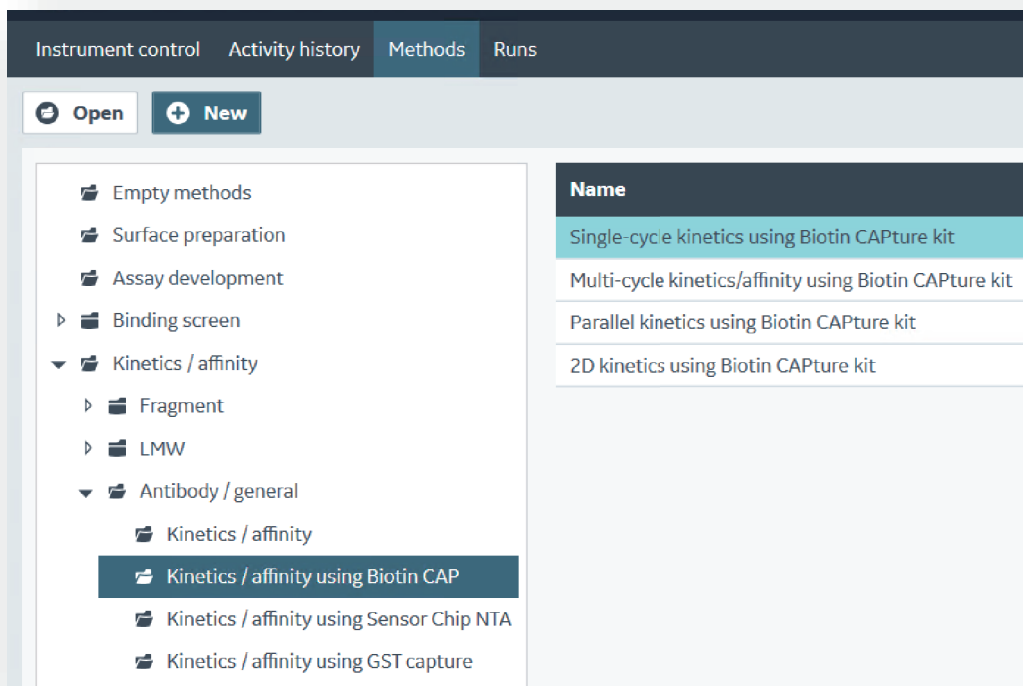 Instrument control Activity history Methods Runs
Open New
Empty methods
Surface preparation
Assay development
Binding screen
Kinetics / affinity
Fragment
LMW
Antibody / general
Kinetics / affinity
Kinetics / affinity using Biotin CAP
Kinetics / affinity using Sensor Chip NTA
Kinetics / affinity using GST capture
Name
Single-cycle kinetics using Biotin CAPture kit
Multi-cycle kinetics/affinity using Biotin CAPture kit
Parallel kinetics using Biotin CAPture kit
2D kinetics using Biotin CAPture kit